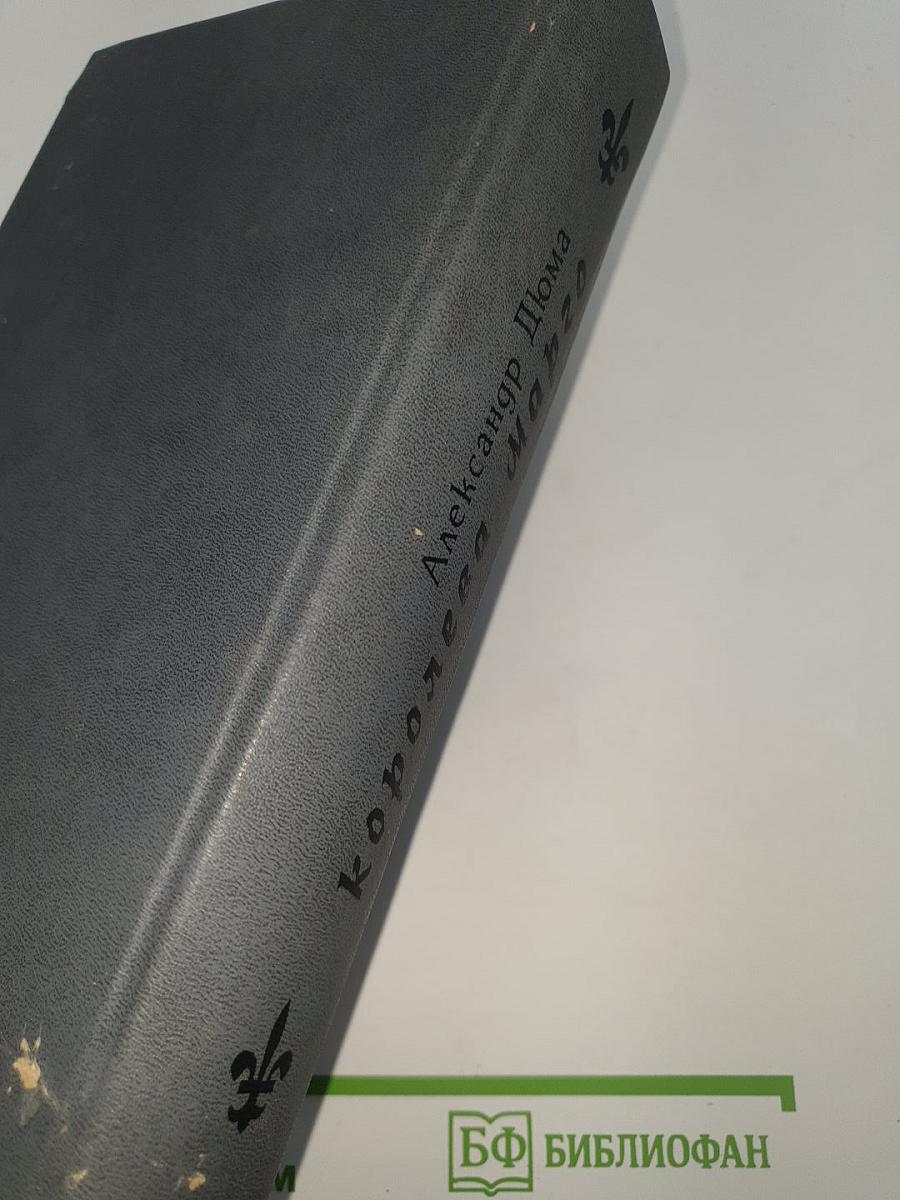 Александр Дюма
королева Марго
БФ БИБЛИОФАН